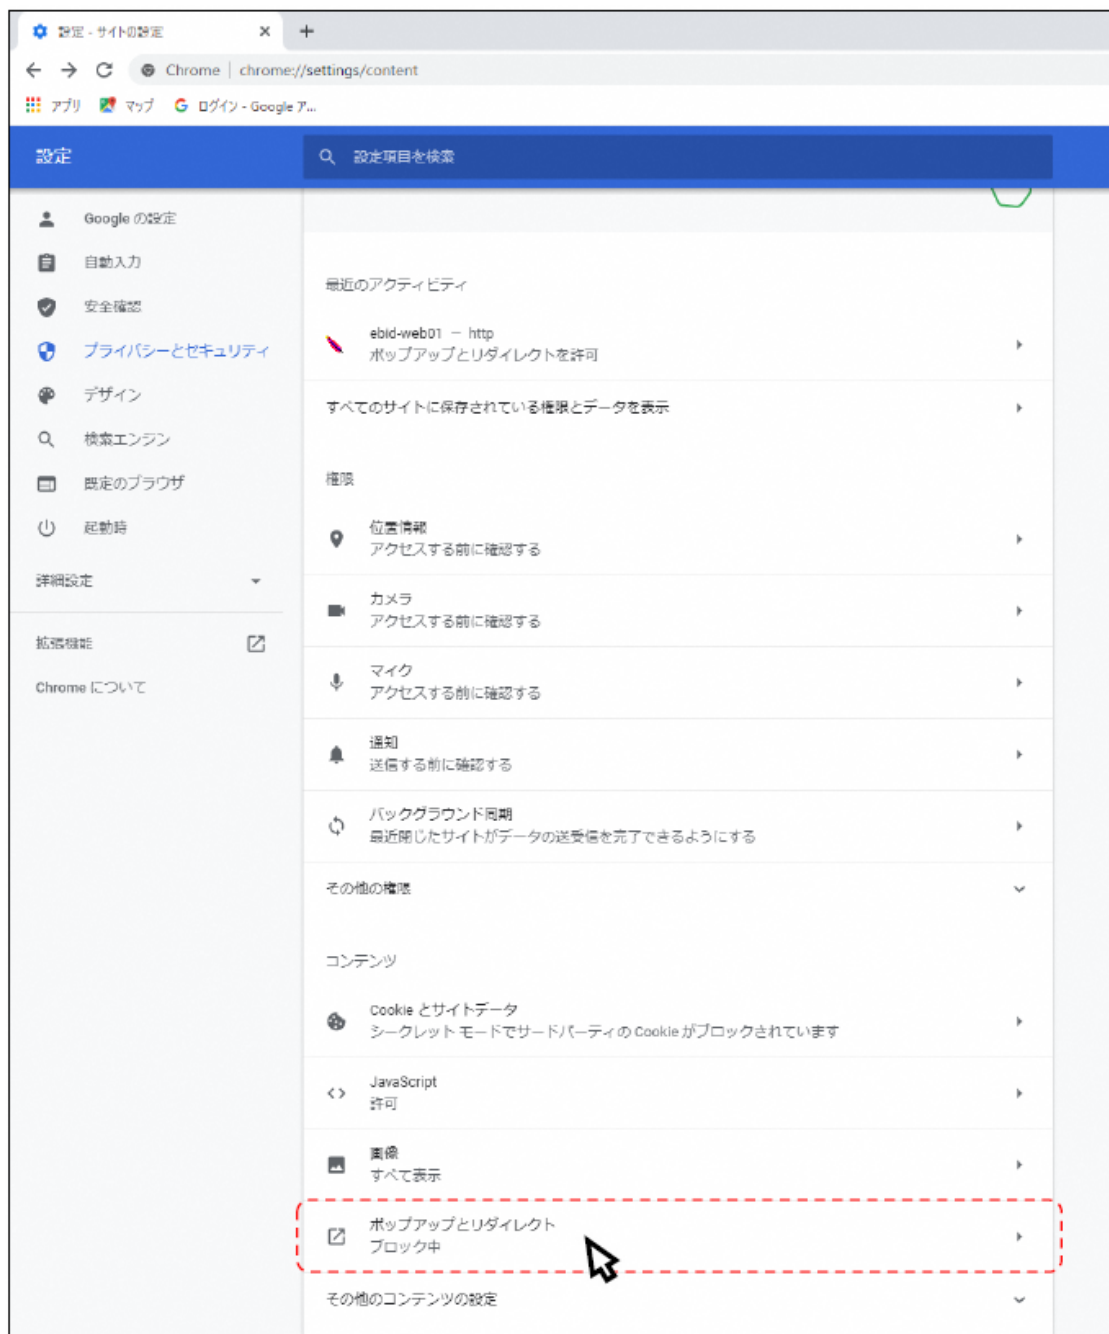 設定 - サイトの設定
Chrome | chrome://settings/content
アプリ マップ ログイン - Google ア...
設定
設定項目を検索
Google の設定
自動入力
安全確認
プライバシーとセキュリティ
デザイン
検索エンジン
既定のブラウザ
起動時
詳細設定
拡張機能
Chrome について
最近のアクティビティ
ebid-web01 － http
ポップアップとリダイレクトを許可
すべてのサイトに保存されている権限とデータを表示
権限
位置情報
アクセスする前に確認する
カメラ
アクセスする前に確認する
マイク
アクセスする前に確認する
通知
送信する前に確認する
バックグラウンド同期
最近閉じたサイトがデータの送受信を完了できるようにする
その他の権限
コンテンツ
Cookie とサイトデータ
シークレット モードでサードパーティの Cookie がブロックされています
JavaScript
許可
画像
すべて表示
ポップアップとリダイレクト
ブロック中
その他のコンテンツの設定